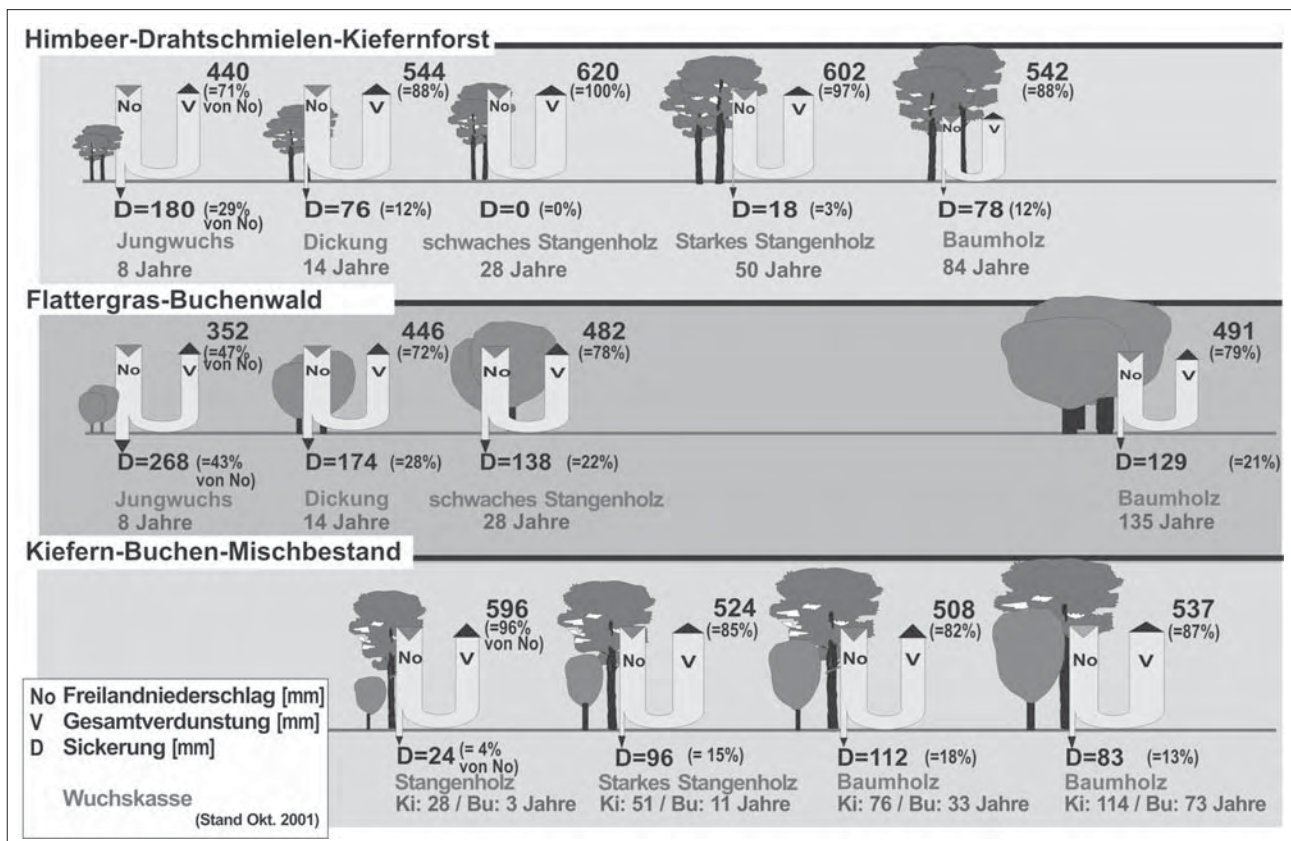 Himbeer-Drahtschmielen-Kiefernforst
440
(=71%
von No)
544
(=88%)
620
(=100%)
602
(=97%)
542
(=88%)
No V
No V
No V
No V
No V
D=180 (=29%
von No)
D=76 (=12%)
D=0 (=0%)
D=18 (=3%)
D=78 (12%)
Jungwuchs
8 Jahre
Dickung
14 Jahre
schwaches Stangenholz
28 Jahre
Starkes Stangenholz
50 Jahre
Baumholz
84 Jahre
Flattergras-Buchenwald
352
(=47%
von No)
446
(=72%)
482
(=78%)
491
(=79%)
No V
No V
No V
No V
D=268 (=43%
von No)
D=174 (=28%)
D=138 (=22%)
D=129 (=21%)
Jungwuchs
8 Jahre
Dickung
14 Jahre
schwaches Stangenholz
28 Jahre
Baumholz
135 Jahre
Kiefern-Buchen-Mischbestand
596
(=96%
von No)
524
(=85%)
508
(=82%)
537
(=87%)
No V
No V
No V
No V
D=24 (= 4%
von No)
D=96 (= 15%)
D=112 (=18%)
D=83 (=13%)
Stangenholz
Ki: 28 / Bu: 3 Jahre
Starkes Stangenholz
Ki: 51 / Bu: 11 Jahre
Baumholz
Ki: 76 / Bu: 33 Jahre
Baumholz
Ki: 114 / Bu: 73 Jahre
No Freilandniederschlag [mm]
V Gesamtverdunstung [mm]
D Sickerung [mm]
Wuchskasse
(Stand Okt. 2001)